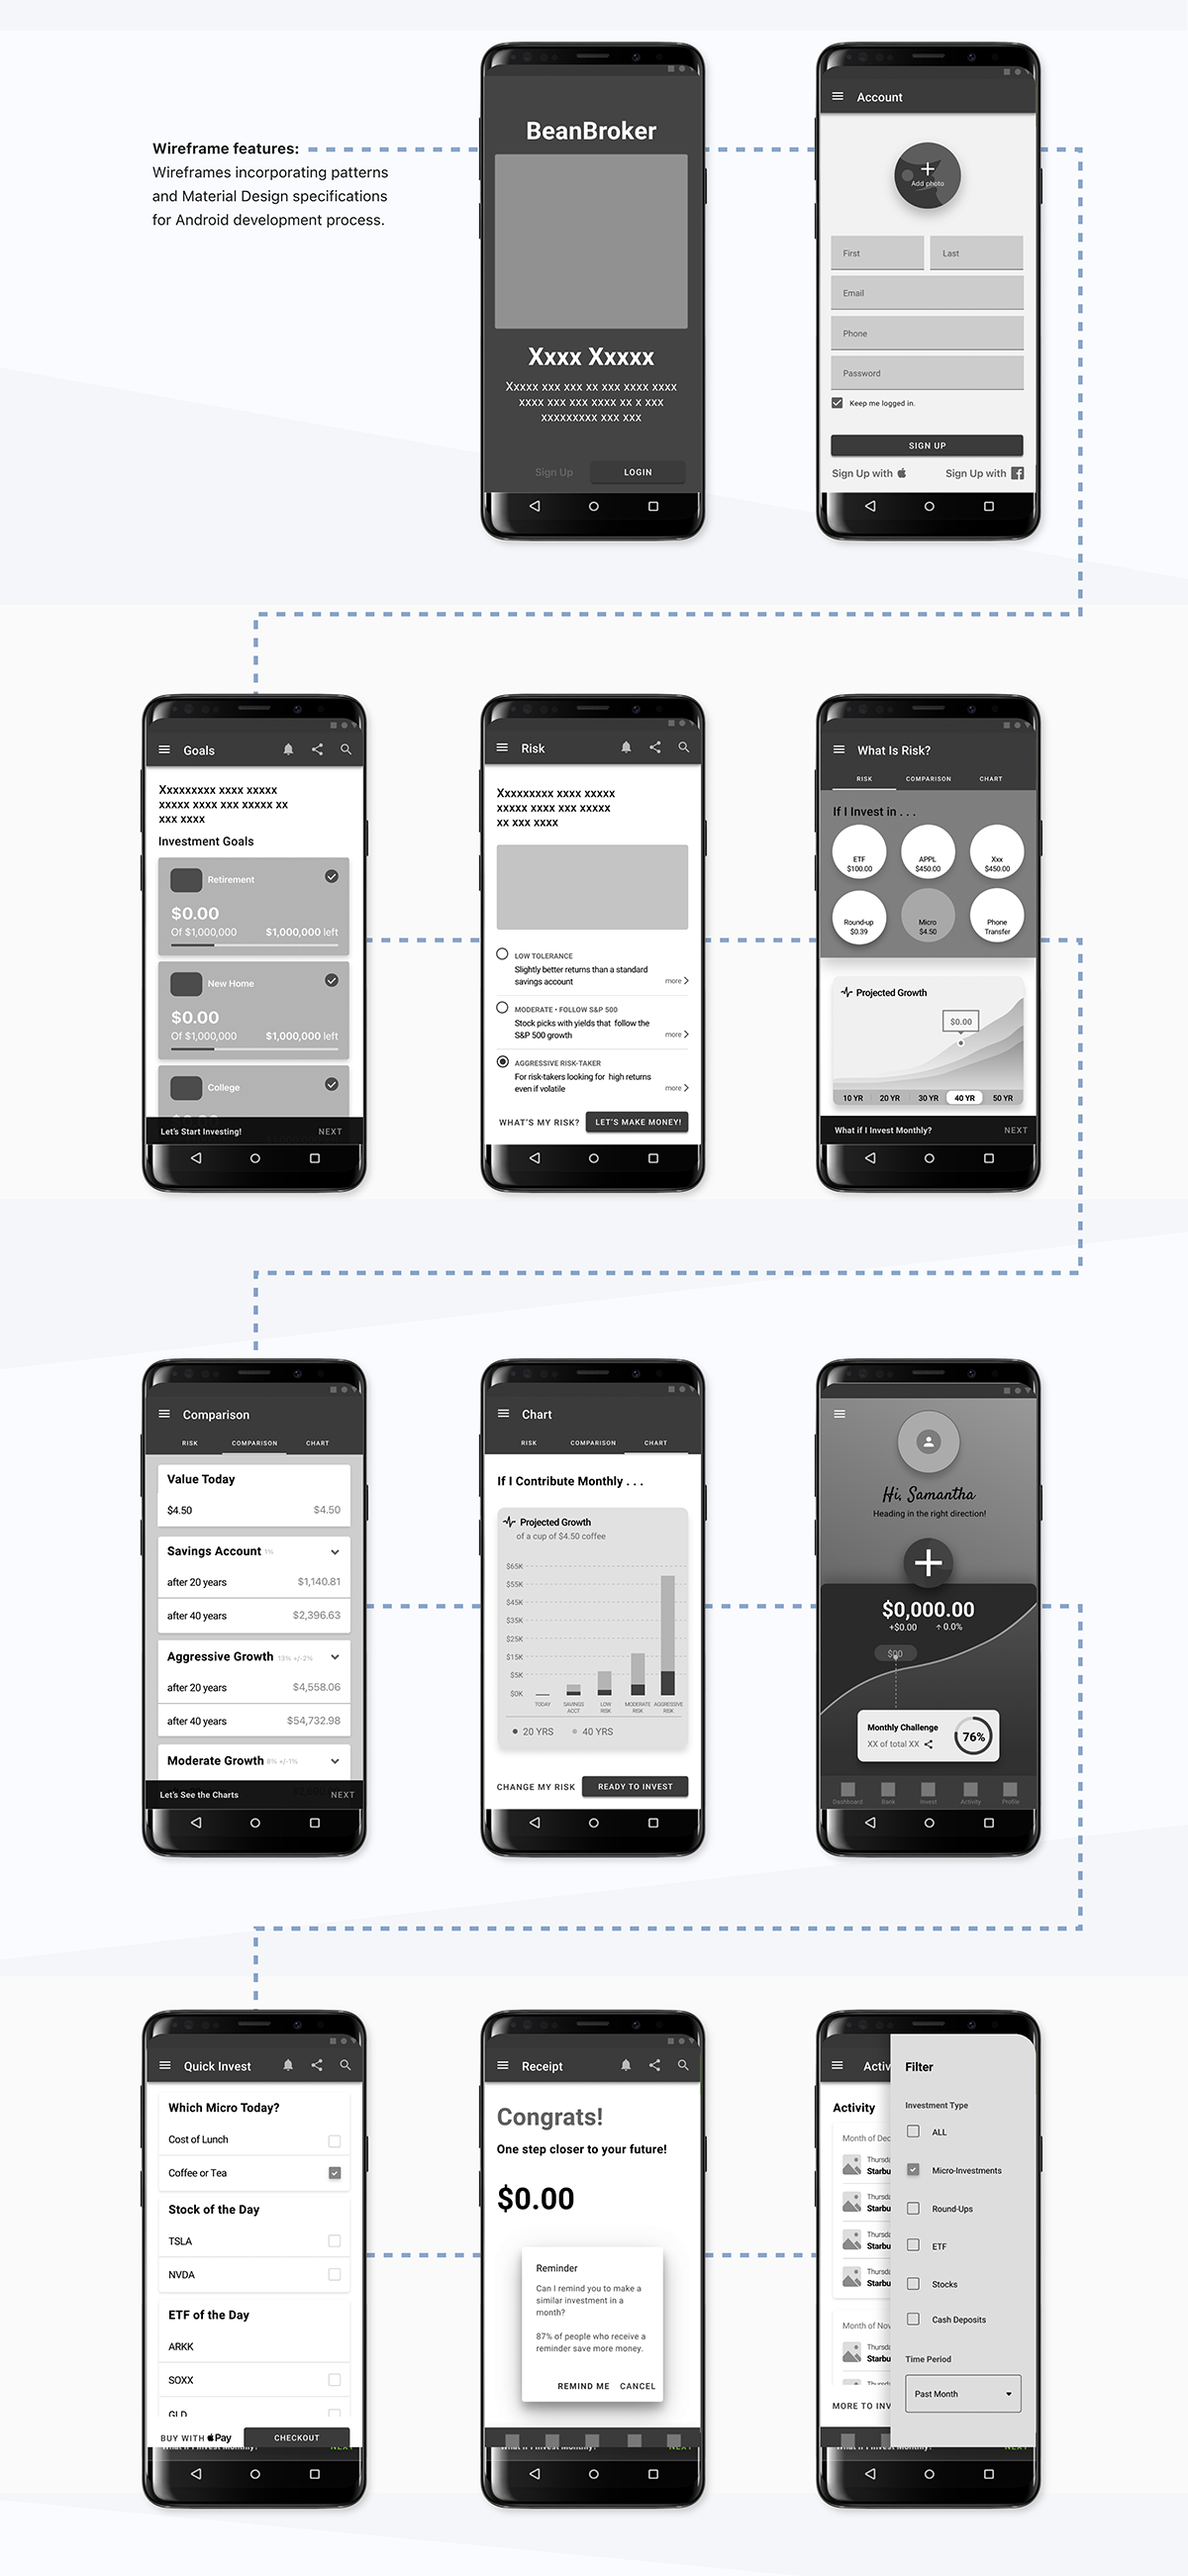 Wireframe features:
Wireframes incorporating patterns
and Material Design specifications
for Android development process.
BeanBroker
Xxxx Xxxxx
Xxxxx xxx xxx xx xxx xxxx xxxx
xxxx xxx xxx xxxx xx x xxx
xxxxxxxxx xxx xxx
Sign Up
LOGIN
Account
Add photo
First
Last
Email
Phone
Password
Keep me logged in.
SIGN UP
Sign Up with
Sign Up with
Goals
Xxxxxxxxx xxxx xxxxx
xxxxx xxxx xxx xxxxx xx
xxx xxxx
Investment Goals
Retirement
$0.00
Of $1,000,000
$1,000,000 left
New Home
$0.00
Of $1,000,000
$1,000,000 left
College
Let's Start Investing!
NEXT
Risk
Xxxxxxxxx xxxx xxxxx
xxxxx xxxx xxx xxxxx
xx xxx xxxx
LOW TOLERANCE
Slightly better returns than a standard
savings account
more
MODERATE • FOLLOW S&P 500
Stock picks with yields that follow the
S&P 500 growth
more
AGGRESSIVE RISK-TAKER
For risk-takers looking for high returns
even if volatile
more
WHAT'S MY RISK?
LET'S MAKE MONEY!
What Is Risk?
RISK
COMPARISON
CHART
If I Invest in . . .
ETF
$100.00
APPL
$450.00
Xxx
$450.00
Round-up
$0.39
Micro
$4.50
Phone
Transfer
Projected Growth
$0.00
10 YR
20 YR
30 YR
40 YR
50 YR
What if I Invest Monthly?
NEXT
Comparison
RISK
COMPARISON
CHART
Value Today
$4.50
$4.50
Savings Account 1%
after 20 years
$1,140.81
after 40 years
$2,396.63
Aggressive Growth 13% +/-2%
after 20 years
$4,558.06
after 40 years
$54,732.98
Moderate Growth 8% +/-1%
Let's See the Charts
NEXT
Chart
RISK
COMPARISON
CHART
If I Contribute Monthly . . .
Projected Growth
of a cup of $4.50 coffee
$65K
$55K
$45K
$35K
$25K
$15K
$5K
$0K
TODAY
SAVINGS
ACCT
LOW
RISK
MODERATE
RISK
AGGRESSIVE
RISK
20 YRS
40 YRS
CHANGE MY RISK
READY TO INVEST
Hi, Samantha
Heading in the right direction!
$0,000.00
+$0.00
↑ 0.0%
$00
Monthly Challenge
XX of total XX
76%
Dashboard
Bank
Invest
Activity
Profile
Quick Invest
Which Micro Today?
Cost of Lunch
Coffee or Tea
Stock of the Day
TSLA
NVDA
ETF of the Day
ARKK
SOXX
GLD
BUY WITH Pay
CHECKOUT
What if I Invest Monthly?
NEXT
Receipt
Congrats!
One step closer to your future!
$0.00
Reminder
Can I remind you to make a
similar investment in a
month?
87% of people who receive a
reminder save more money.
REMIND ME
CANCEL
What if I Invest Monthly?
NEXT
Activ
Activity
Month of Dec
Thursda
Starbu
Thursda
Starbu
Thursda
Starbu
Thursda
Starbu
Month of Nov
Thursda
Starbu
Thursda
MORE TO INV
Filter
Investment Type
ALL
Micro-Investments
Round-Ups
ETF
Stocks
Cash Deposits
Time Period
Past Month
What if I Invest Monthly?
NEXT